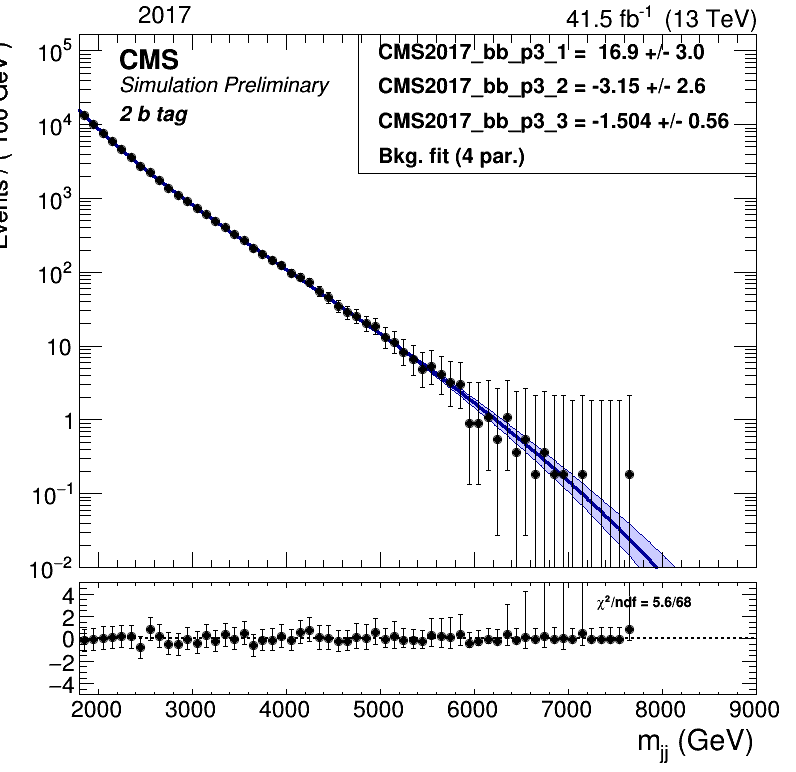 2017 41.5 fb⁻¹ (13 TeV)
CMS
Simulation Preliminary
2 b tag
CMS2017_bb_p3_1 = 16.9 +/- 3.0
CMS2017_bb_p3_2 = -3.15 +/- 2.6
CMS2017_bb_p3_3 = -1.504 +/- 0.56
Bkg. fit (4 par.)
Events / ( 100 GeV )
10⁵
10⁴
10³
10²
10
1
10⁻¹
10⁻²
χ²/ndf = 5.6/68
4
2
0
−2
−4
2000 3000 4000 5000 6000 7000 8000 9000
m_jj (GeV)